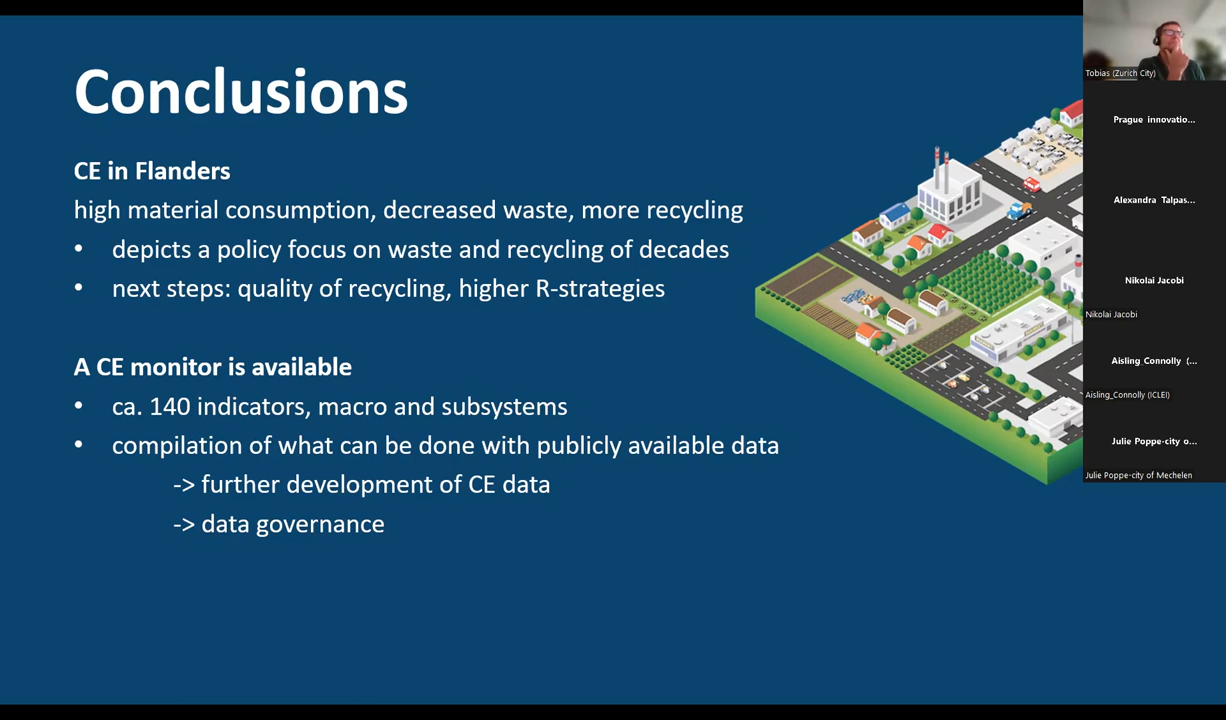 Conclusions
CE in Flanders
high material consumption, decreased waste, more recycling
• depicts a policy focus on waste and recycling of decades
• next steps: quality of recycling, higher R-strategies
A CE monitor is available
• ca. 140 indicators, macro and subsystems
• compilation of what can be done with publicly available data
-> further development of CE data
-> data governance
Tobias (Zurich City)
Prague innovatio...
Alexandra Talpas...
Nikolai Jacobi
Nikolai Jacobi
Aisling_Connolly (...
Aisling_Connolly (ICLEI)
Julie Poppe-city o...
Julie Poppe-city of Mechelen